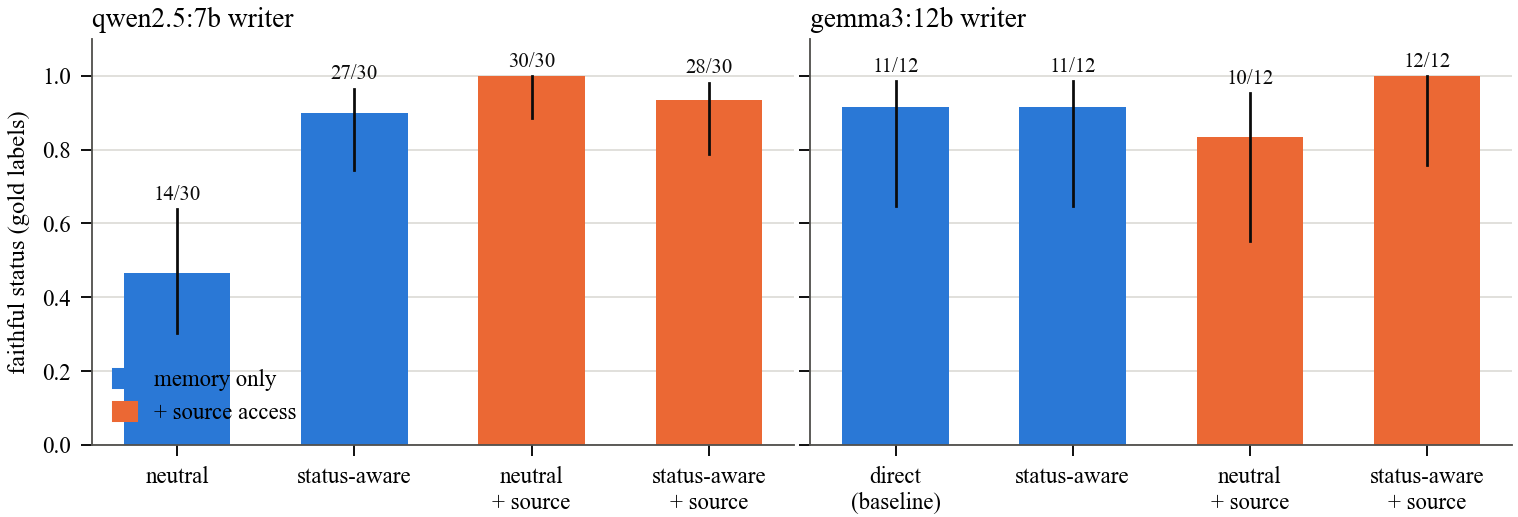 qwen2.5:7b writer
gemma3:12b writer
faithful status (gold labels)
1.0
0.8
0.6
0.4
0.2
0.0
14/30
27/30
30/30
28/30
11/12
11/12
10/12
12/12
memory only
+ source access
neutral
status-aware
neutral
+ source
status-aware
+ source
direct
(baseline)
status-aware
neutral
+ source
status-aware
+ source